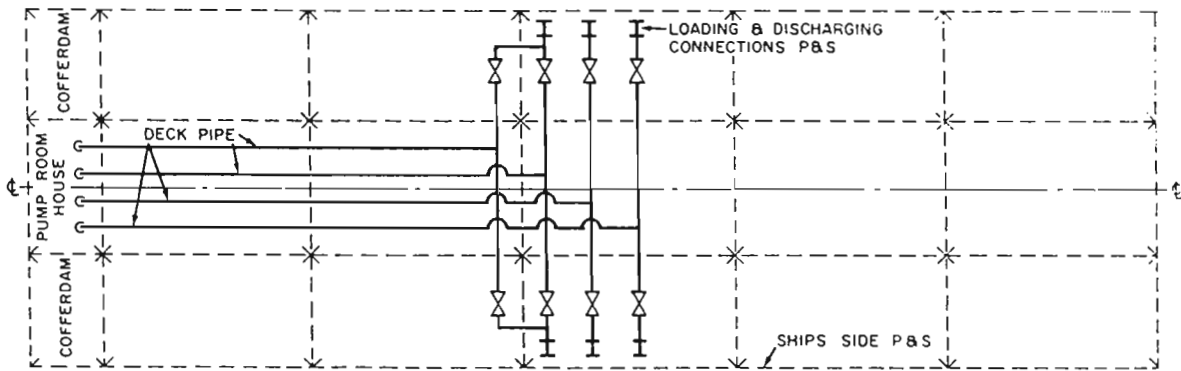 COFFERDAM
LOADING & DISCHARGING
CONNECTIONS P&S
DECK PIPE
PUMP ROOM
HOUSE
℄
℄
COFFERDAM
SHIPS SIDE P&S